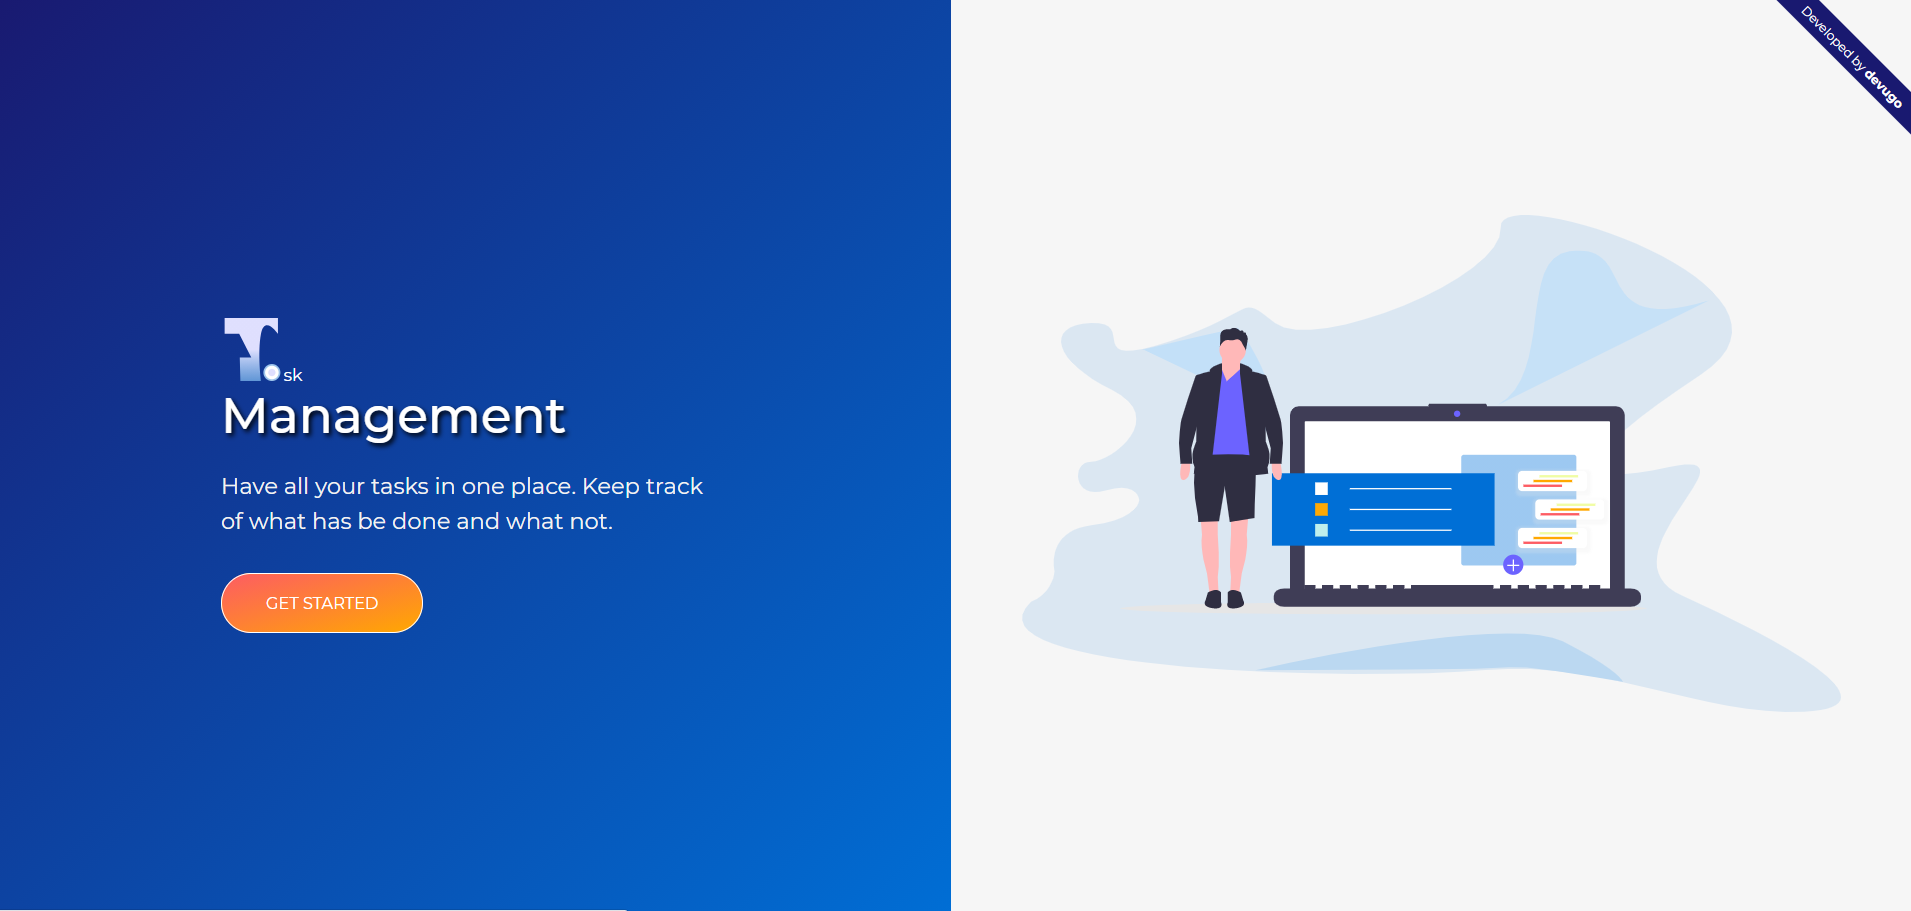 T.sk
Management
Have all your tasks in one place. Keep track
of what has be done and what not.
GET STARTED
Developed by devugo